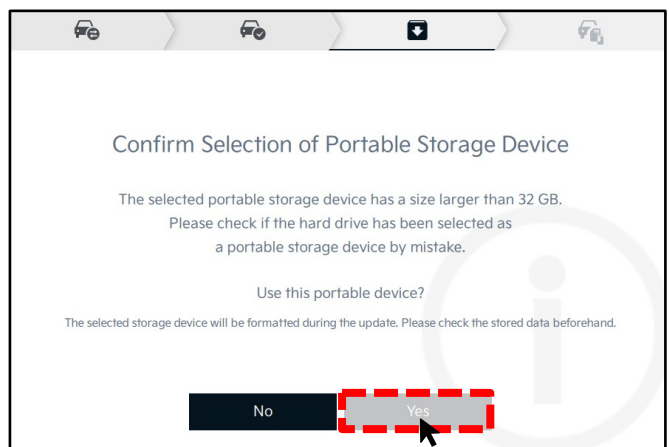 Confirm Selection of Portable Storage Device
The selected portable storage device has a size larger than 32 GB.
Please check if the hard drive has been selected as
a portable storage device by mistake.
Use this portable device?
The selected storage device will be formatted during the update. Please check the stored data beforehand.
No
Yes